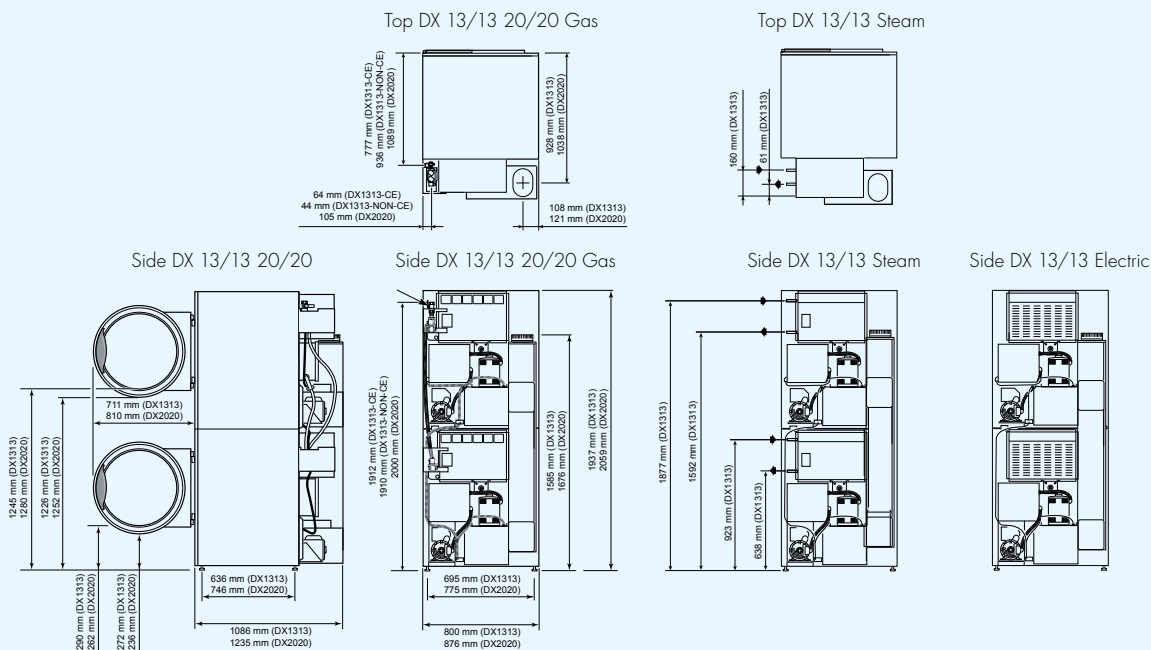 Top DX 13/13 20/20 Gas
Top DX 13/13 Steam
777 mm (DX1313-CE)
936 mm (DX1313-NON-CE)
1089 mm (DX2020)
928 mm (DX1313)
1038 mm (DX2020)
64 mm (DX1313-CE)
44 mm (DX1313-NON-CE)
105 mm (DX2020)
108 mm (DX1313)
121 mm (DX2020)
160 mm (DX1313)
61 mm (DX1313)
Side DX 13/13 20/20
Side DX 13/13 20/20 Gas
Side DX 13/13 Steam
Side DX 13/13 Electric
711 mm (DX1313)
810 mm (DX2020)
1245 mm (DX1313)
1280 mm (DX2020)
1226 mm (DX1313)
1252 mm (DX2020)
290 mm (DX1313)
262 mm (DX2020)
272 mm (DX1313)
236 mm (DX2020)
636 mm (DX1313)
746 mm (DX2020)
1086 mm (DX1313)
1235 mm (DX2020)
1912 mm (DX1313-CE)
1910 mm (DX1313-NON-CE)
2000 mm (DX2020)
1585 mm (DX1313)
1678 mm (DX2020)
1937 mm (DX1313)
2059 mm (DX2020)
695 mm (DX1313)
775 mm (DX2020)
800 mm (DX1313)
876 mm (DX2020)
1877 mm (DX1313)
1592 mm (DX1313)
923 mm (DX1313)
638 mm (DX1313)